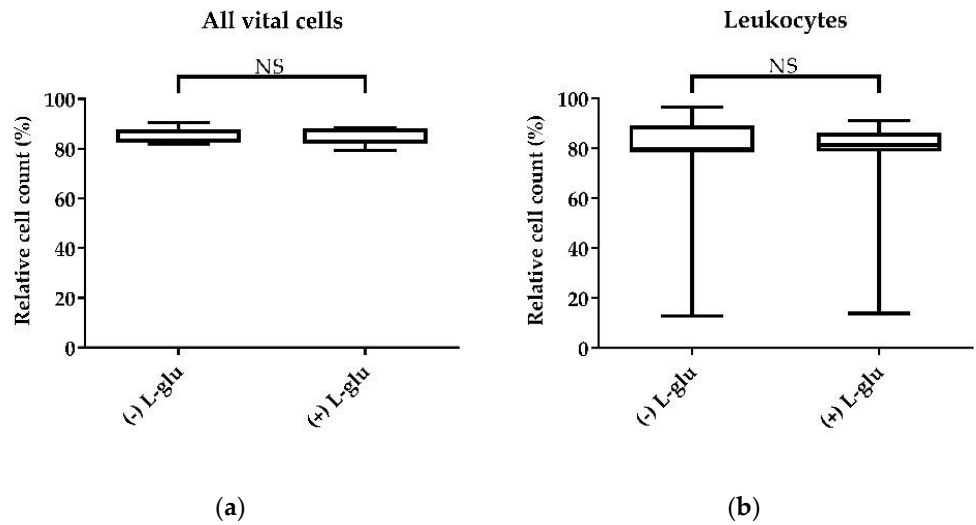 All vital cells
NS
Relative cell count (%)
100
80
60
40
20
0
(-) L-glu
(+) L-glu
(a)
Leukocytes
NS
Relative cell count (%)
100
80
60
40
20
0
(-) L-glu
(+) L-glu
(b)